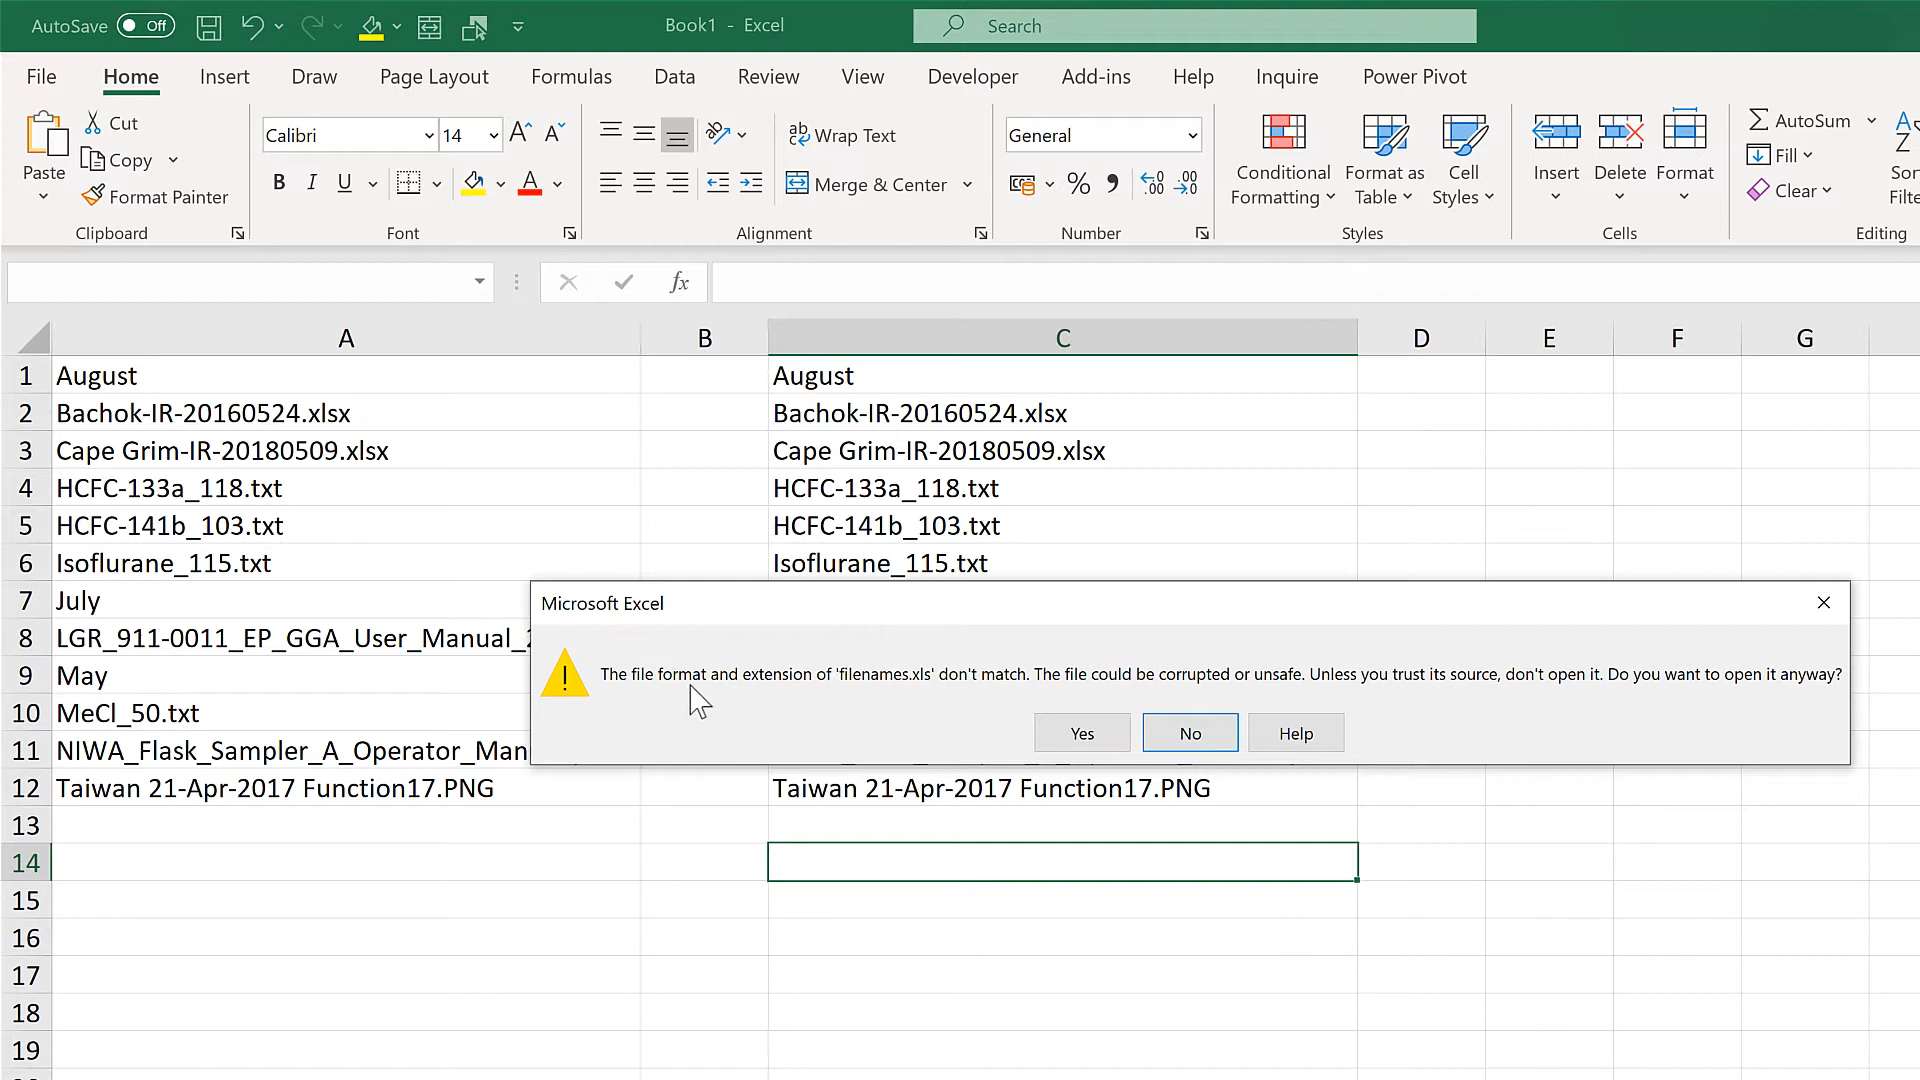 AutoSave Off
Book1 - Excel
Search
File Home Insert Draw Page Layout Formulas Data Review View Developer Add-ins Help Inquire Power Pivot
Paste
Cut
Copy
Format Painter
Clipboard
Calibri 14
B I U A
Font
ab Wrap Text
Merge & Center
Alignment
General
% 9 .00 .00
Number
Conditional Formatting
Format as Table
Cell Styles
Styles
Insert Delete Format
Cells
AutoSum
Fill
Clear
Editing
fx
A B C D E F G
1 August August
2 Bachok-IR-20160524.xlsx Bachok-IR-20160524.xlsx
3 Cape Grim-IR-20180509.xlsx Cape Grim-IR-20180509.xlsx
4 HCFC-133a_118.txt HCFC-133a_118.txt
5 HCFC-141b_103.txt HCFC-141b_103.txt
6 Isoflurane_115.txt Isoflurane_115.txt
7 July
8 LGR_911-0011_EP_GGA_User_Manual_
9 May
10 MeCl_50.txt
11 NIWA_Flask_Sampler_A_Operator_Man
12 Taiwan 21-Apr-2017 Function17.PNG Taiwan 21-Apr-2017 Function17.PNG
13
14
15
16
17
18
19
Microsoft Excel
The file format and extension of 'filenames.xls' don't match. The file could be corrupted or unsafe. Unless you trust its source, don't open it. Do you want to open it anyway?
Yes No Help